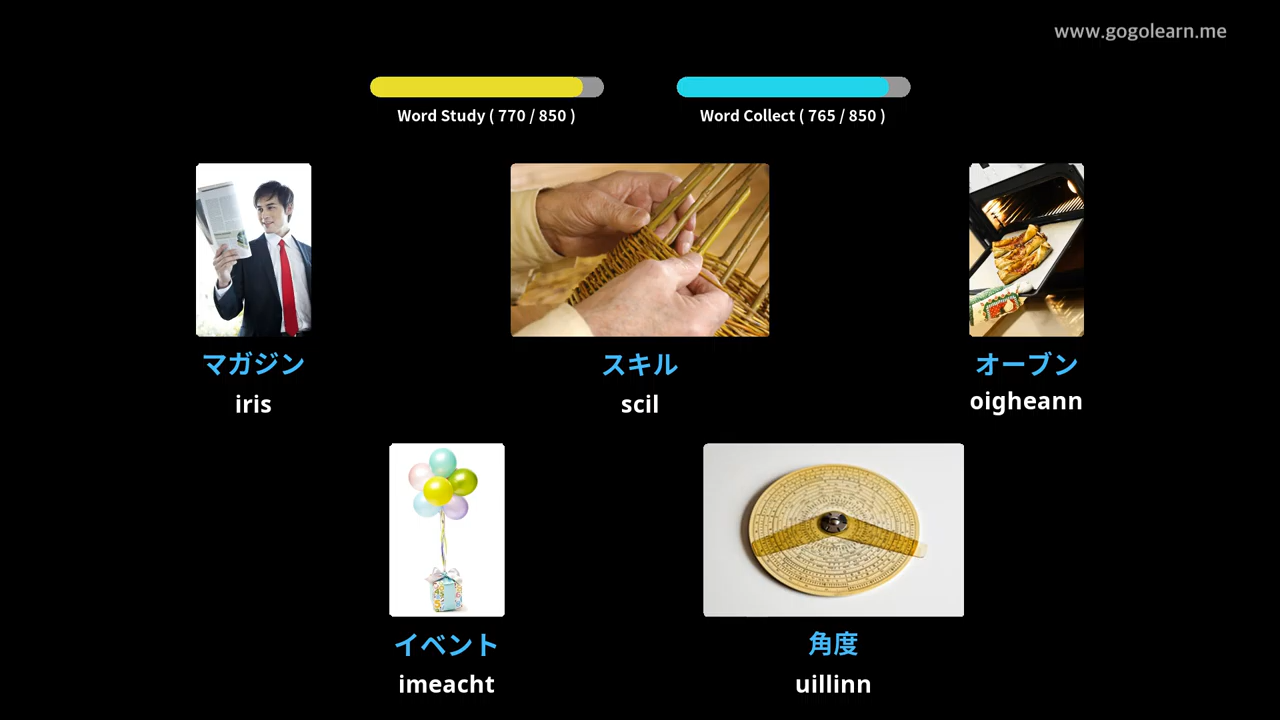 www.gogolearn.me
Word Study ( 770 / 850 )
Word Collect ( 765 / 850 )
マガジン
iris
スキル
scil
オーブン
oigheann
イベント
imeacht
角度
uillinn